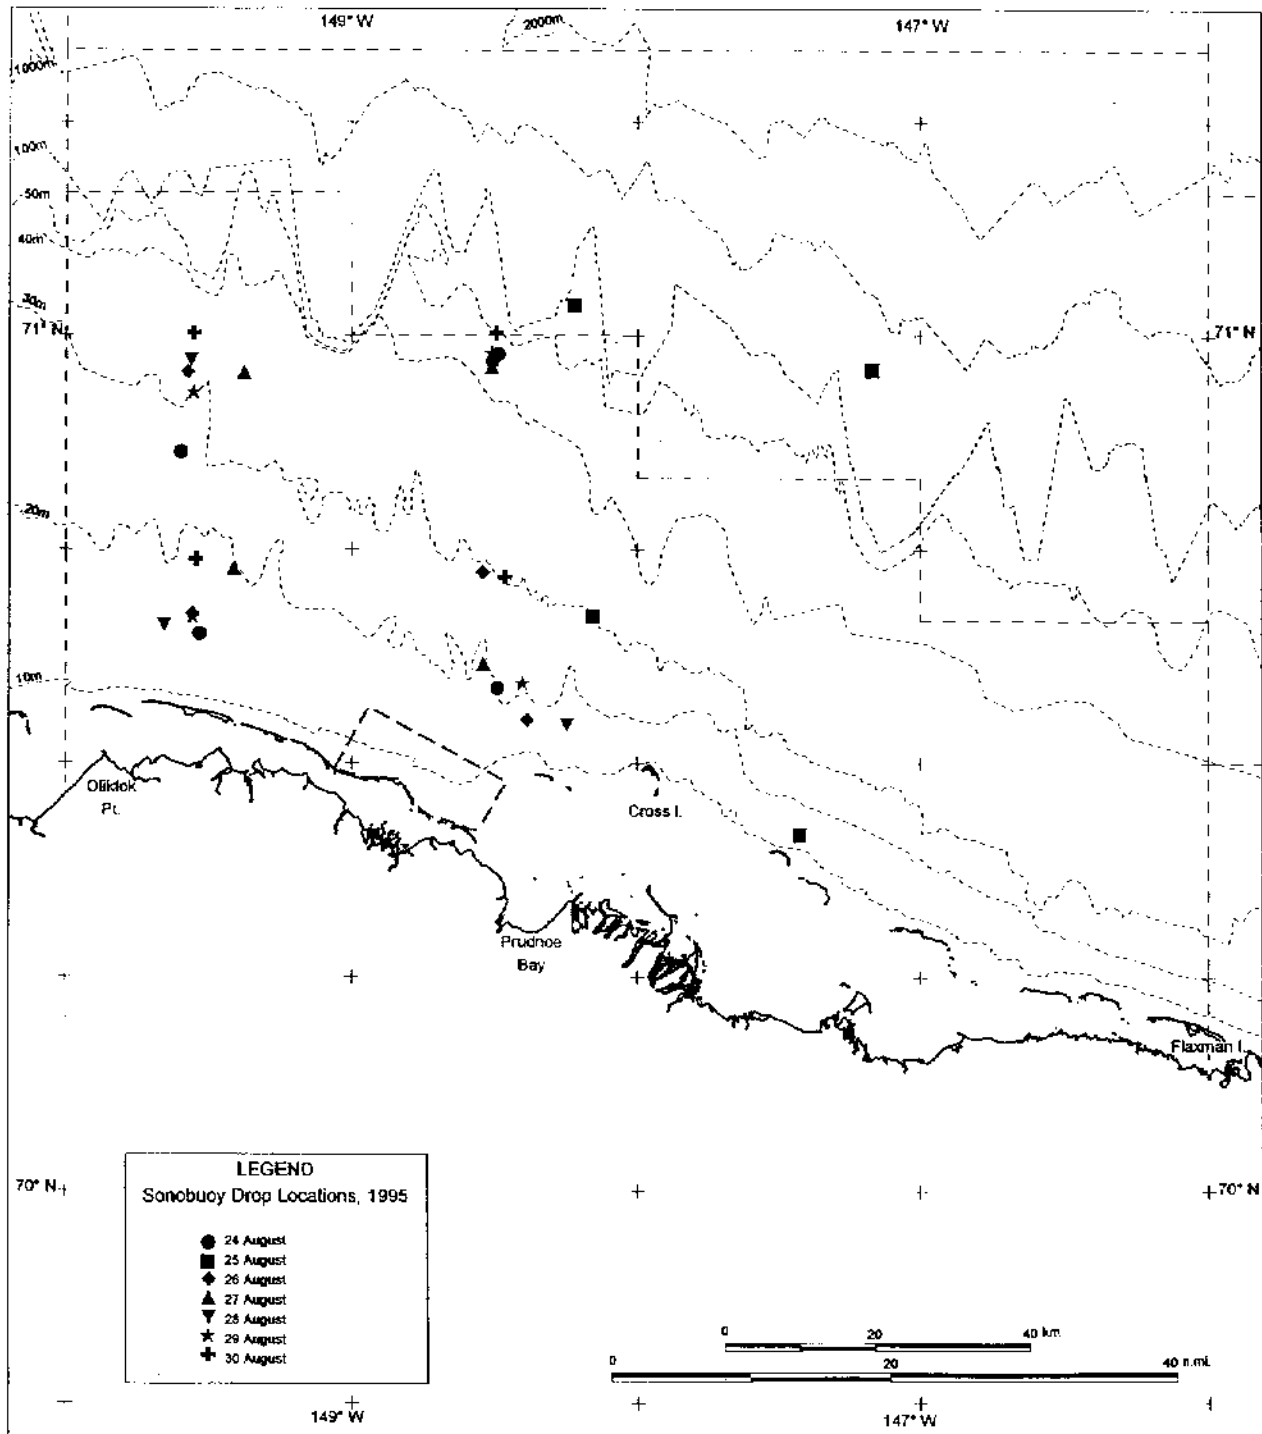 149° W
2000m
147° W
1000m
100m
50m
40m
30m
71° N
71° N
20m
10m
Oliktok
Pt.
Cross I.
Prudhoe
Bay
Flaxman I.
LEGEND
Sonobuoy Drop Locations, 1995
24 August
25 August
26 August
27 August
28 August
29 August
30 August
70° N
70° N
0 20 40 km
0 20 40 n.mi.
149° W
147° W